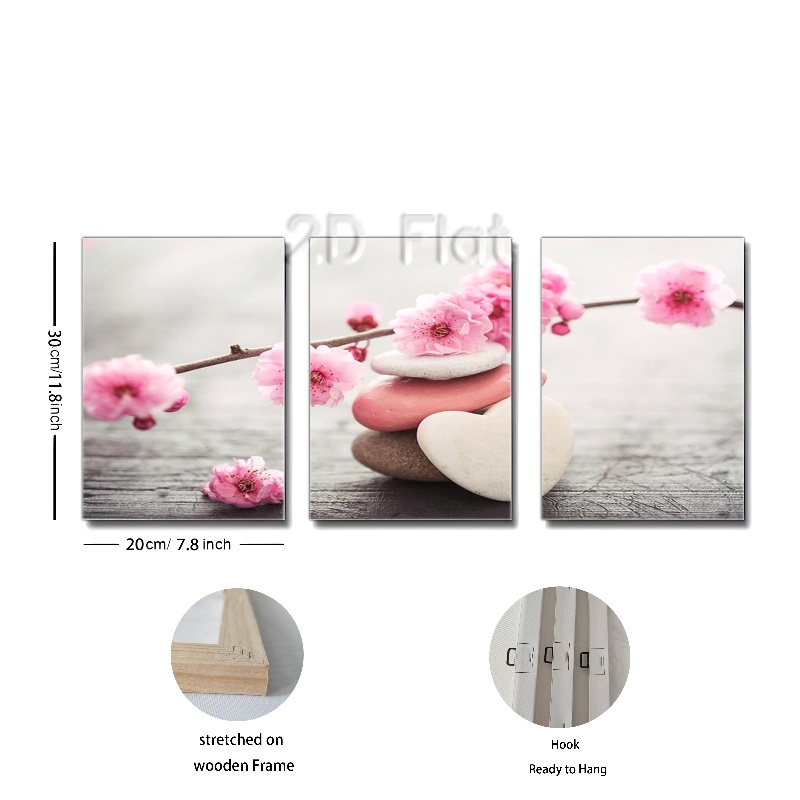 2D Flat
30cm/11.8inch
20cm/ 7.8 inch
stretched on
wooden Frame
Hook
Ready to Hang